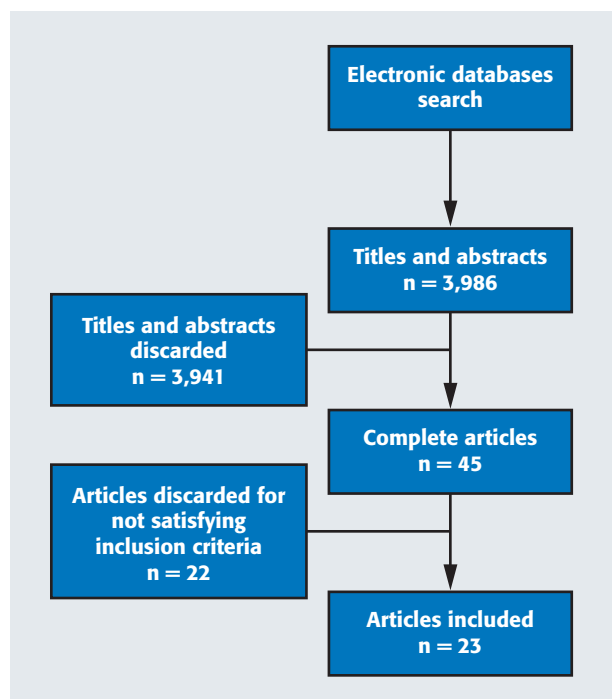 Electronic databases
search
Titles and abstracts
n = 3,986
Titles and abstracts
discarded
n = 3,941
Complete articles
n = 45
Articles discarded for
not satisfying
inclusion criteria
n = 22
Articles included
n = 23